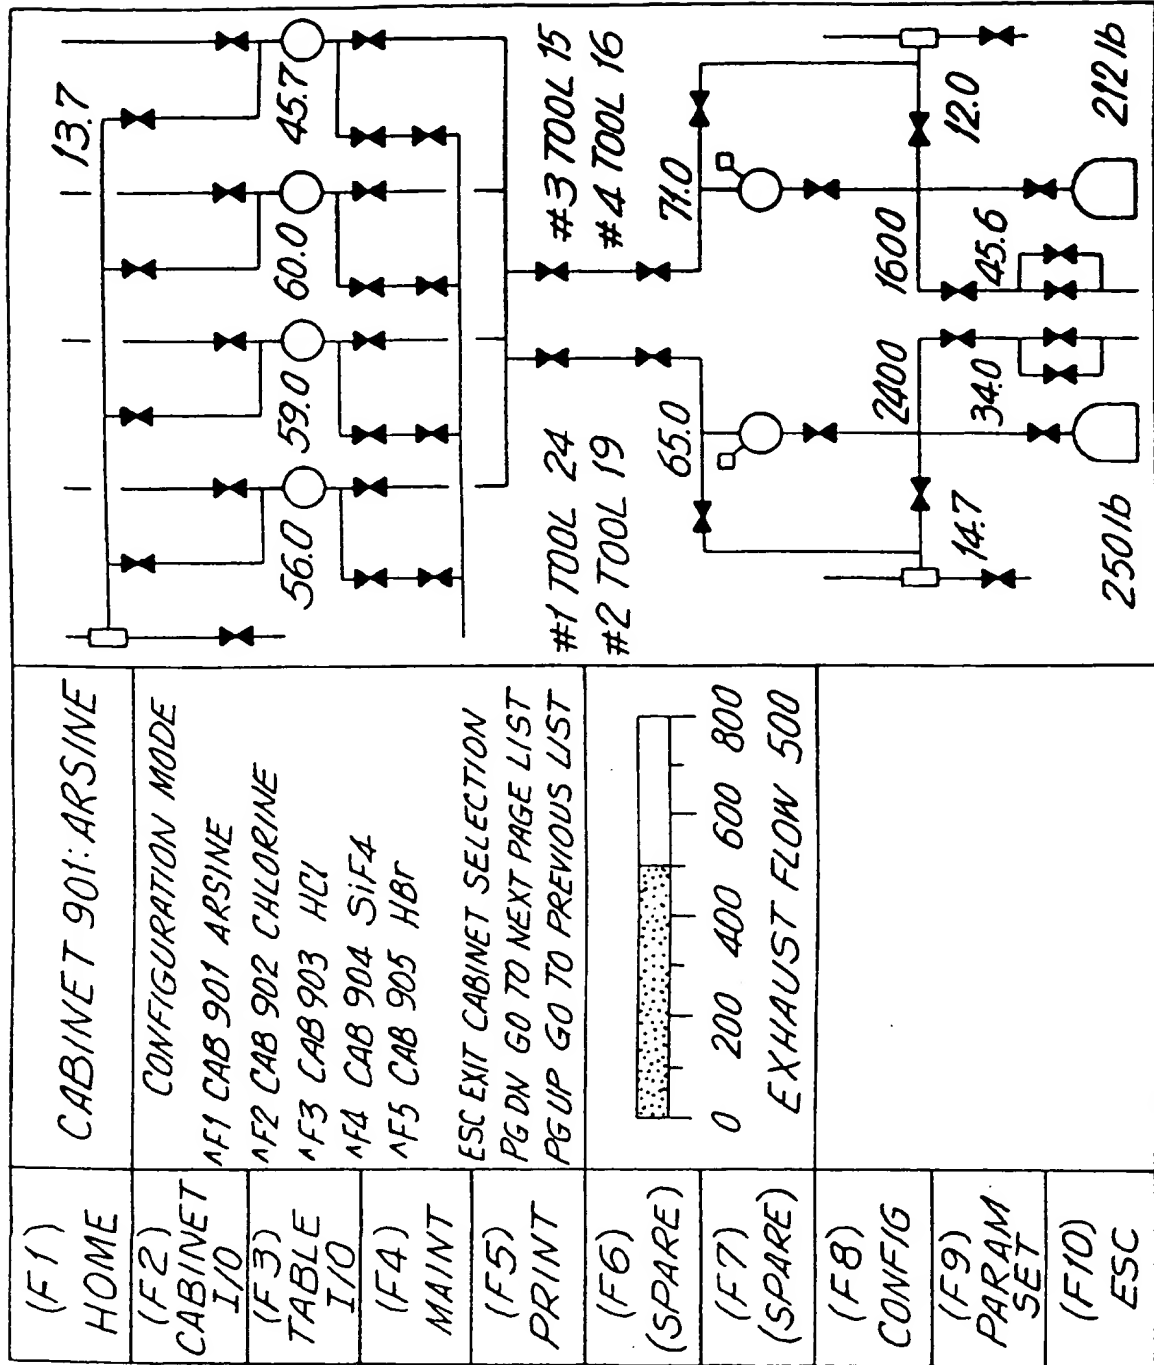 (F1)
HOME
(F2)
CABINET
I/O
(F3)
TABLE
I/O
(F4)
MAINT
(F5)
PRINT
(F6)
(SPARE)
(F7)
(SPARE)
(F8)
CONFIG
(F9)
PARAM
SET
(F10)
ESC
CABINET 901: ARSINE
CONFIGURATION MODE
^F1 CAB 901 ARSINE
^F2 CAB 902 CHLORINE
^F3 CAB 903 HCl
^F4 CAB 904 SiF4
^F5 CAB 905 HBr
ESC EXIT CABINET SELECTION
PG DN GO TO NEXT PAGE LIST
PG UP GO TO PREVIOUS LIST
0 200 400 600 800
EXHAUST FLOW 500
13.7
56.0 59.0 60.0 45.7
#1 TOOL 24
#2 TOOL 19
#3 TOOL 15
#4 TOOL 16
65.0 71.0
2400 1600
14.7 34.0 45.6 12.0
250 lb 212 lb